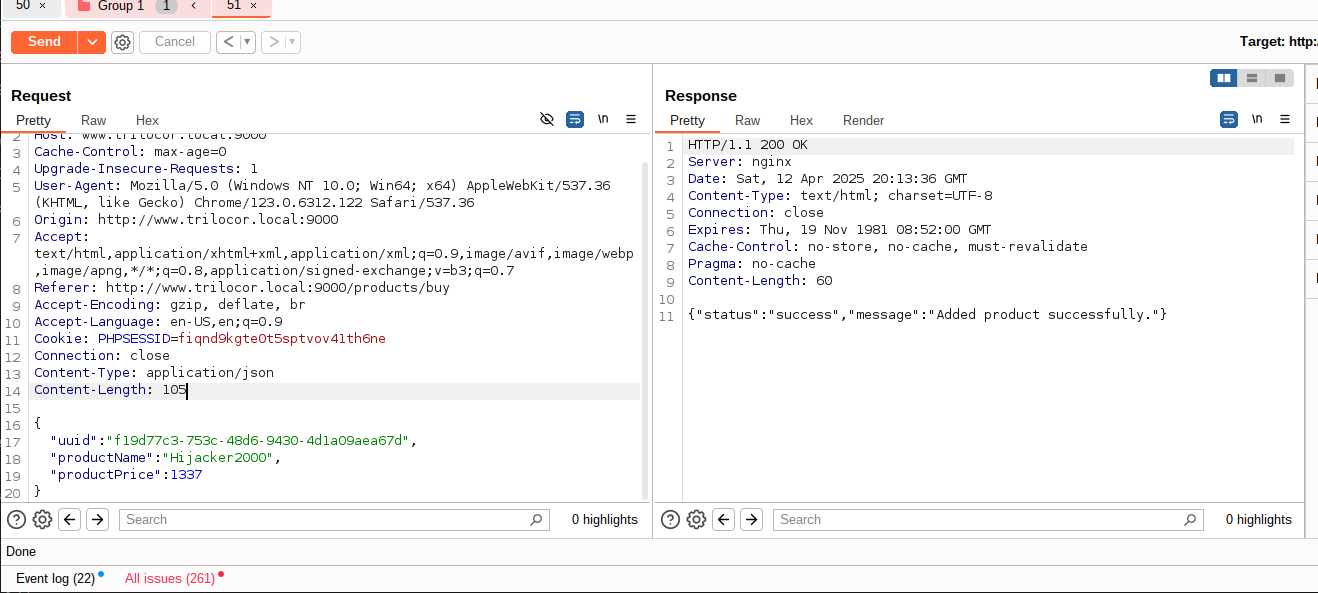 50 ×
Group 1 1 <
51 ×
Send
Cancel
< >
Target: http:/
Request
Pretty Raw Hex
\n
2 Host: www.trilocor.local:9000
3 Cache-Control: max-age=0
4 Upgrade-Insecure-Requests: 1
5 User-Agent: Mozilla/5.0 (Windows NT 10.0; Win64; x64) AppleWebKit/537.36
(KHTML, like Gecko) Chrome/123.0.6312.122 Safari/537.36
6 Origin: http://www.trilocor.local:9000
7 Accept:
text/html,application/xhtml+xml,application/xml;q=0.9,image/avif,image/webp
,image/apng,*/*;q=0.8,application/signed-exchange;v=b3;q=0.7
8 Referer: http://www.trilocor.local:9000/products/buy
9 Accept-Encoding: gzip, deflate, br
10 Accept-Language: en-US,en;q=0.9
11 Cookie: PHPSESSID=fiqnd9kgte0t5sptvov41th6ne
12 Connection: close
13 Content-Type: application/json
14 Content-Length: 105
15
16 {
17 "uuid":"f19d77c3-753c-48d6-9430-4d1a09aea67d",
18 "productName":"Hijacker2000",
19 "productPrice":1337
20 }
Search
0 highlights
Response
Pretty Raw Hex Render
\n
1 HTTP/1.1 200 OK
2 Server: nginx
3 Date: Sat, 12 Apr 2025 20:13:36 GMT
4 Content-Type: text/html; charset=UTF-8
5 Connection: close
6 Expires: Thu, 19 Nov 1981 08:52:00 GMT
7 Cache-Control: no-store, no-cache, must-revalidate
8 Pragma: no-cache
9 Content-Length: 60
10
11 {"status":"success","message":"Added product successfully."}
Search
0 highlights
Done
Event log (22) All issues (261)